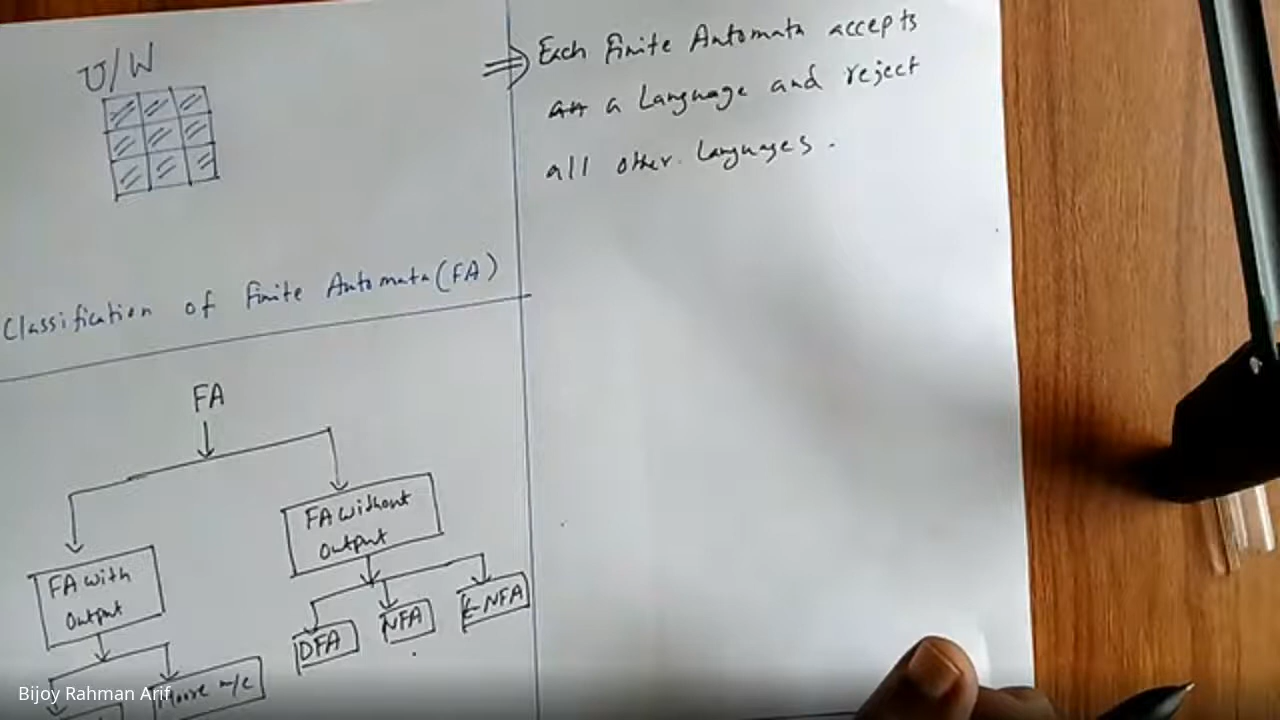 U/W
Classification of Finite Automata (FA)
FA
FA with
Output
Moore m/c
FA without
Output
DFA
NFA
E-NFA
⇒ Each Finite Automata accepts
an a Language and reject
all other Languages.
Bijoy Rahman Arif